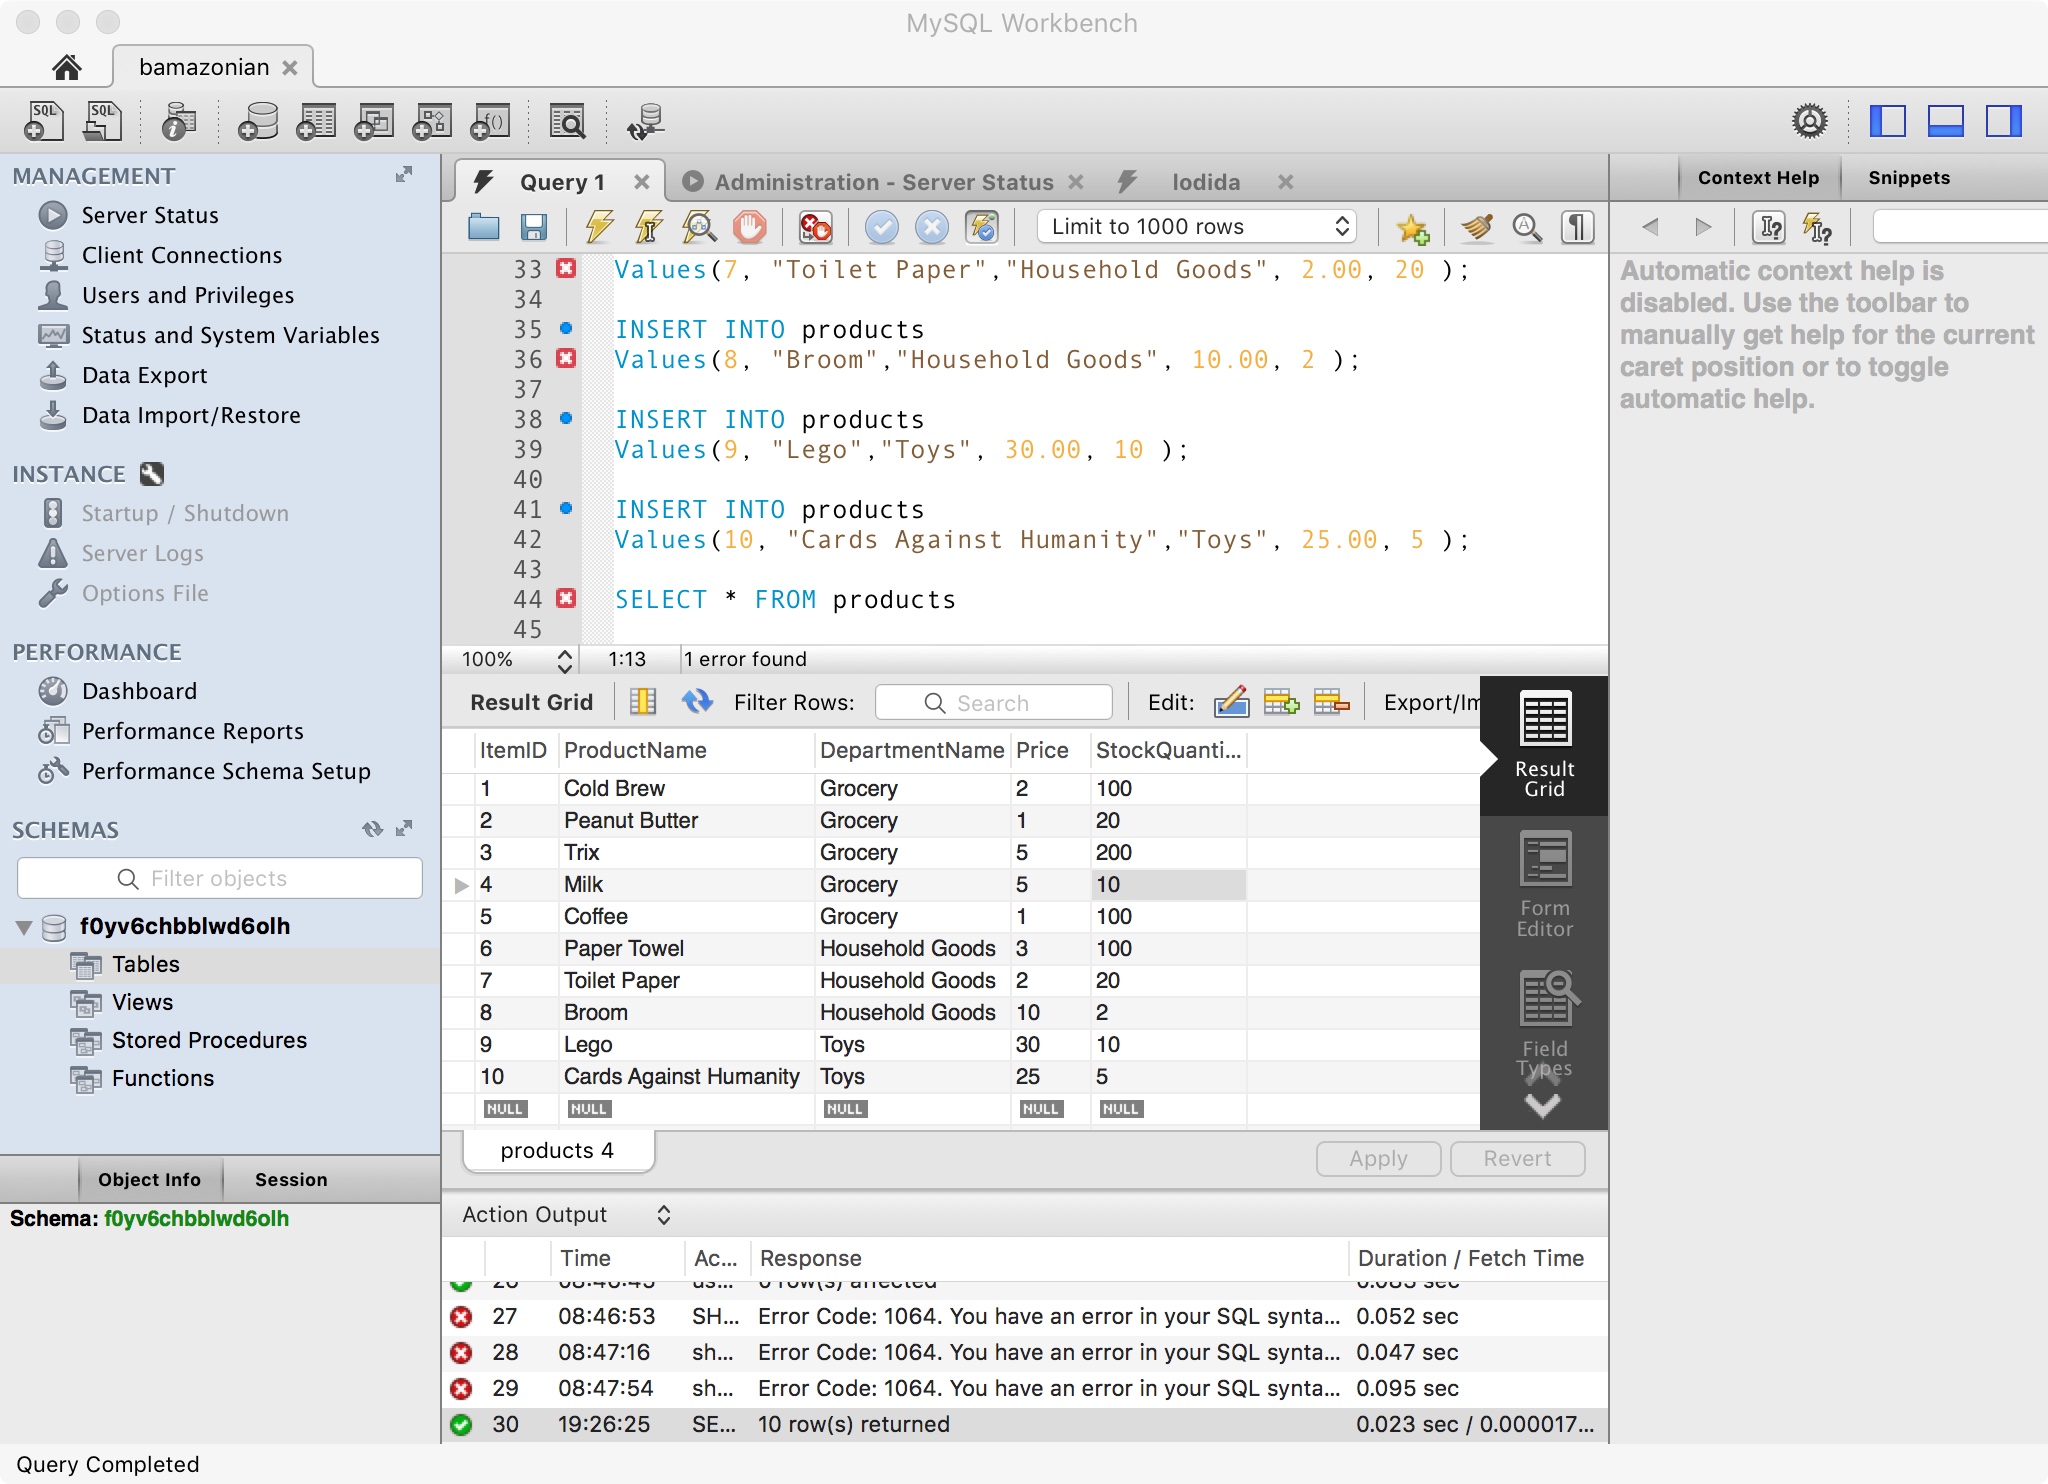 MySQL Workbench
bamazonian
MANAGEMENT
Server Status
Client Connections
Users and Privileges
Status and System Variables
Data Export
Data Import/Restore
INSTANCE
Startup / Shutdown
Server Logs
Options File
PERFORMANCE
Dashboard
Performance Reports
Performance Schema Setup
SCHEMAS
Filter objects
f0yv6chbblwd6olh
Tables
Views
Stored Procedures
Functions
Object Info Session
Schema: f0yv6chbblwd6olh
Query 1 Administration - Server Status lodida
Limit to 1000 rows
33 Values(7, "Toilet Paper","Household Goods", 2.00, 20 );
34
35 INSERT INTO products
36 Values(8, "Broom","Household Goods", 10.00, 2 );
37
38 INSERT INTO products
39 Values(9, "Lego","Toys", 30.00, 10 );
40
41 INSERT INTO products
42 Values(10, "Cards Against Humanity","Toys", 25.00, 5 );
43
44 SELECT * FROM products
45
100% 1:13 1 error found
Result Grid Filter Rows: Search Edit: Export/Im
ItemID ProductName DepartmentName Price StockQuanti...
1 Cold Brew Grocery 2 100
2 Peanut Butter Grocery 1 20
3 Trix Grocery 5 200
4 Milk Grocery 5 10
5 Coffee Grocery 1 100
6 Paper Towel Household Goods 3 100
7 Toilet Paper Household Goods 2 20
8 Broom Household Goods 10 2
9 Lego Toys 30 10
10 Cards Against Humanity Toys 25 5
NULL NULL NULL NULL NULL
Result
Grid
Form
Editor
Field
Types
products 4 Apply Revert
Action Output
Time Ac... Response Duration / Fetch Time
26 08:46:43 us... 0 row(s) affected 0.083 sec
27 08:46:53 SH... Error Code: 1064. You have an error in your SQL synta... 0.052 sec
28 08:47:16 sh... Error Code: 1064. You have an error in your SQL synta... 0.047 sec
29 08:47:54 sh... Error Code: 1064. You have an error in your SQL synta... 0.095 sec
30 19:26:25 SE... 10 row(s) returned 0.023 sec / 0.000017...
Context Help Snippets
Automatic context help is
disabled. Use the toolbar to
manually get help for the current
caret position or to toggle
automatic help.
Query Completed